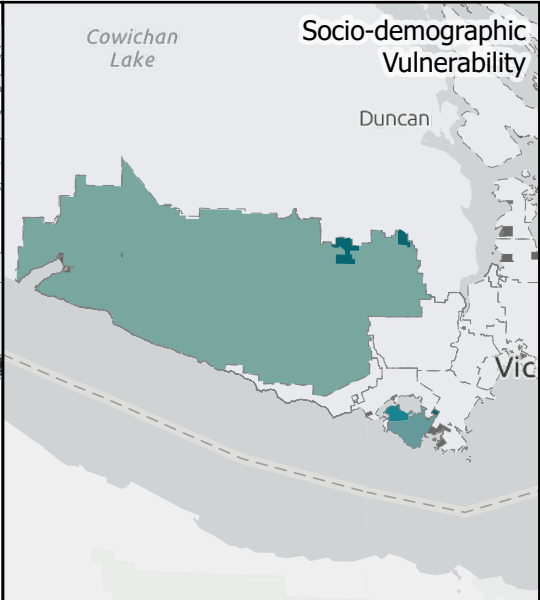 Socio-demographic
Vulnerability
Cowichan
Lake
Duncan
Vic